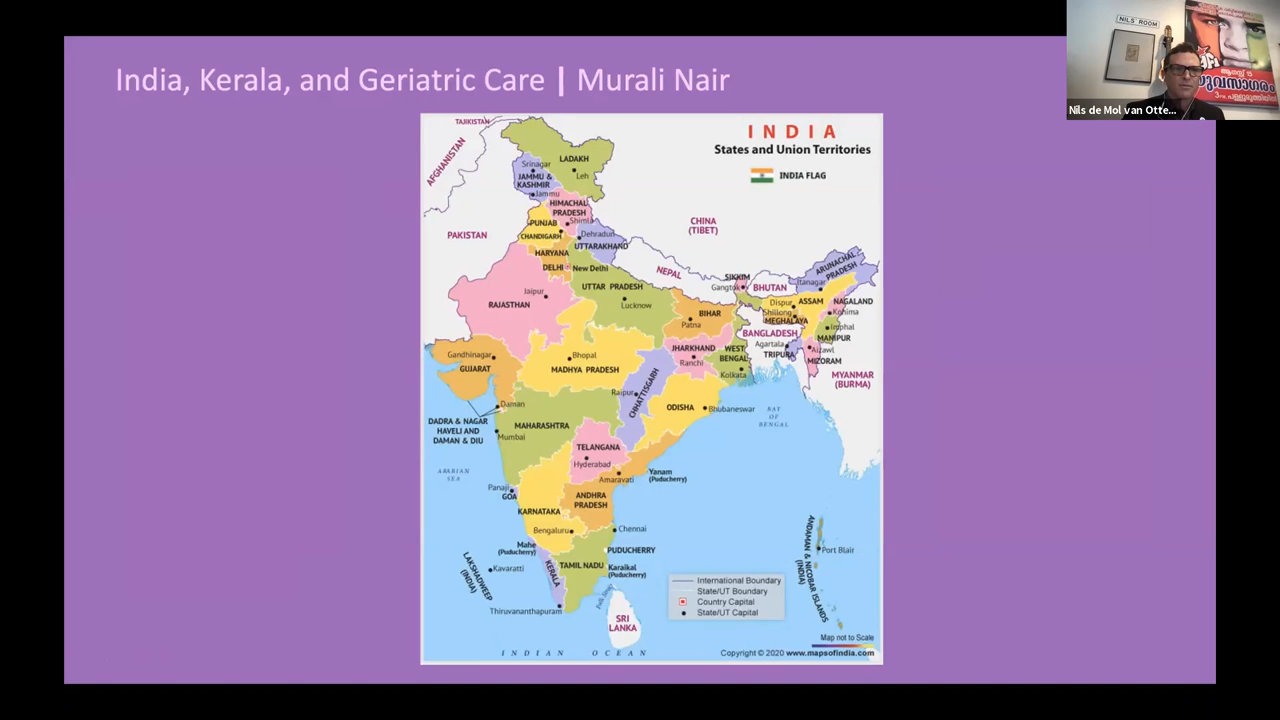 India, Kerala, and Geriatric Care | Murali Nair
NILS' ROOM
ആഗസ്റ്റ് 15
യുവസാഗരം
Nils de Mol van Otte...
INDIA
States and Union Territories
INDIA FLAG
TAJIKISTAN
AFGHANISTAN
PAKISTAN
CHINA
(TIBET)
NEPAL
BHUTAN
BANGLADESH
MYANMAR
(BURMA)
SRI
LANKA
LADAKH
Leh
Srinagar
JAMMU &
KASHMIR
Jammu
HIMACHAL
PRADESH
Shimla
PUNJAB
CHANDIGARH
Dehradun
UTTARAKHAND
HARYANA
DELHI
New Delhi
UTTAR PRADESH
Lucknow
Jaipur
RAJASTHAN
SIKKIM
Gangtok
ARUNACHAL
PRADESH
Itanagar
Dispur
ASSAM
NAGALAND
Kohima
Shillong
MEGHALAYA
Imphal
MANIPUR
Agartala
TRIPURA
Aizawl
MIZORAM
BIHAR
Patna
JHARKHAND
Ranchi
WEST
BENGAL
Kolkata
Gandhinagar
GUJARAT
Bhopal
MADHYA PRADESH
Raipur
CHHATTISGARH
ODISHA
Bhubaneswar
BAY
OF
BENGAL
Daman
DADRA & NAGAR
HAVELI AND
DAMAN & DIU
Mumbai
MAHARASHTRA
TELANGANA
Hyderabad
ARABIAN
SEA
Amaravati
Yanam
(Puducherry)
Panaji
GOA
ANDHRA
PRADESH
KARNATAKA
Bengaluru
Chennai
Mahe
(Puducherry)
PUDUCHERRY
KERALA
TAMIL NADU
Karaikal
(Puducherry)
LAKSHADWEEP
(INDIA)
Kavaratti
Thiruvananthapuram
Palk Strait
ANDAMAN & NICOBAR ISLANDS
(INDIA)
Port Blair
International Boundary
State/UT Boundary
Country Capital
State/UT Capital
INDIAN OCEAN
Map not to Scale
Copyright © 2020 www.mapsofindia.com